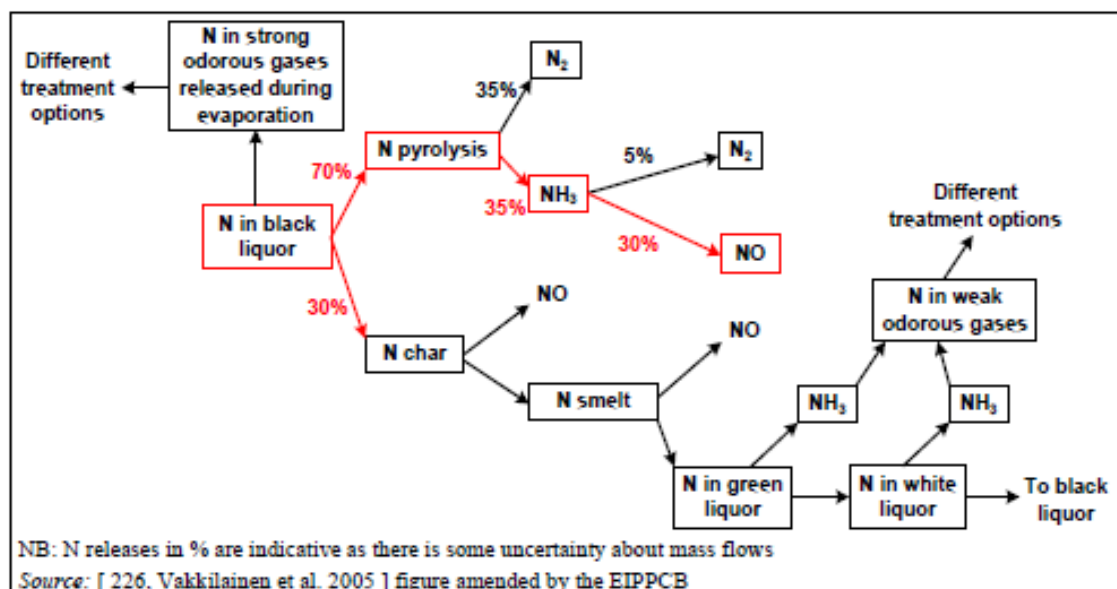 Different
treatment
options
N in strong
odorous gases
released during
evaporation
N₂
35%
N pyrolysis
70%
5%
N₂
NH₃
35%
N in black
liquor
30%
NO
Different
treatment options
30%
NO
N in weak
odorous gases
N char
NO
N smelt
NH₃
NH₃
N in green
liquor
N in white
liquor
To black
liquor
NB: N releases in % are indicative as there is some uncertainty about mass flows
Source: [ 226, Vakkilainen et al. 2005 ] figure amended by the EIPPCB